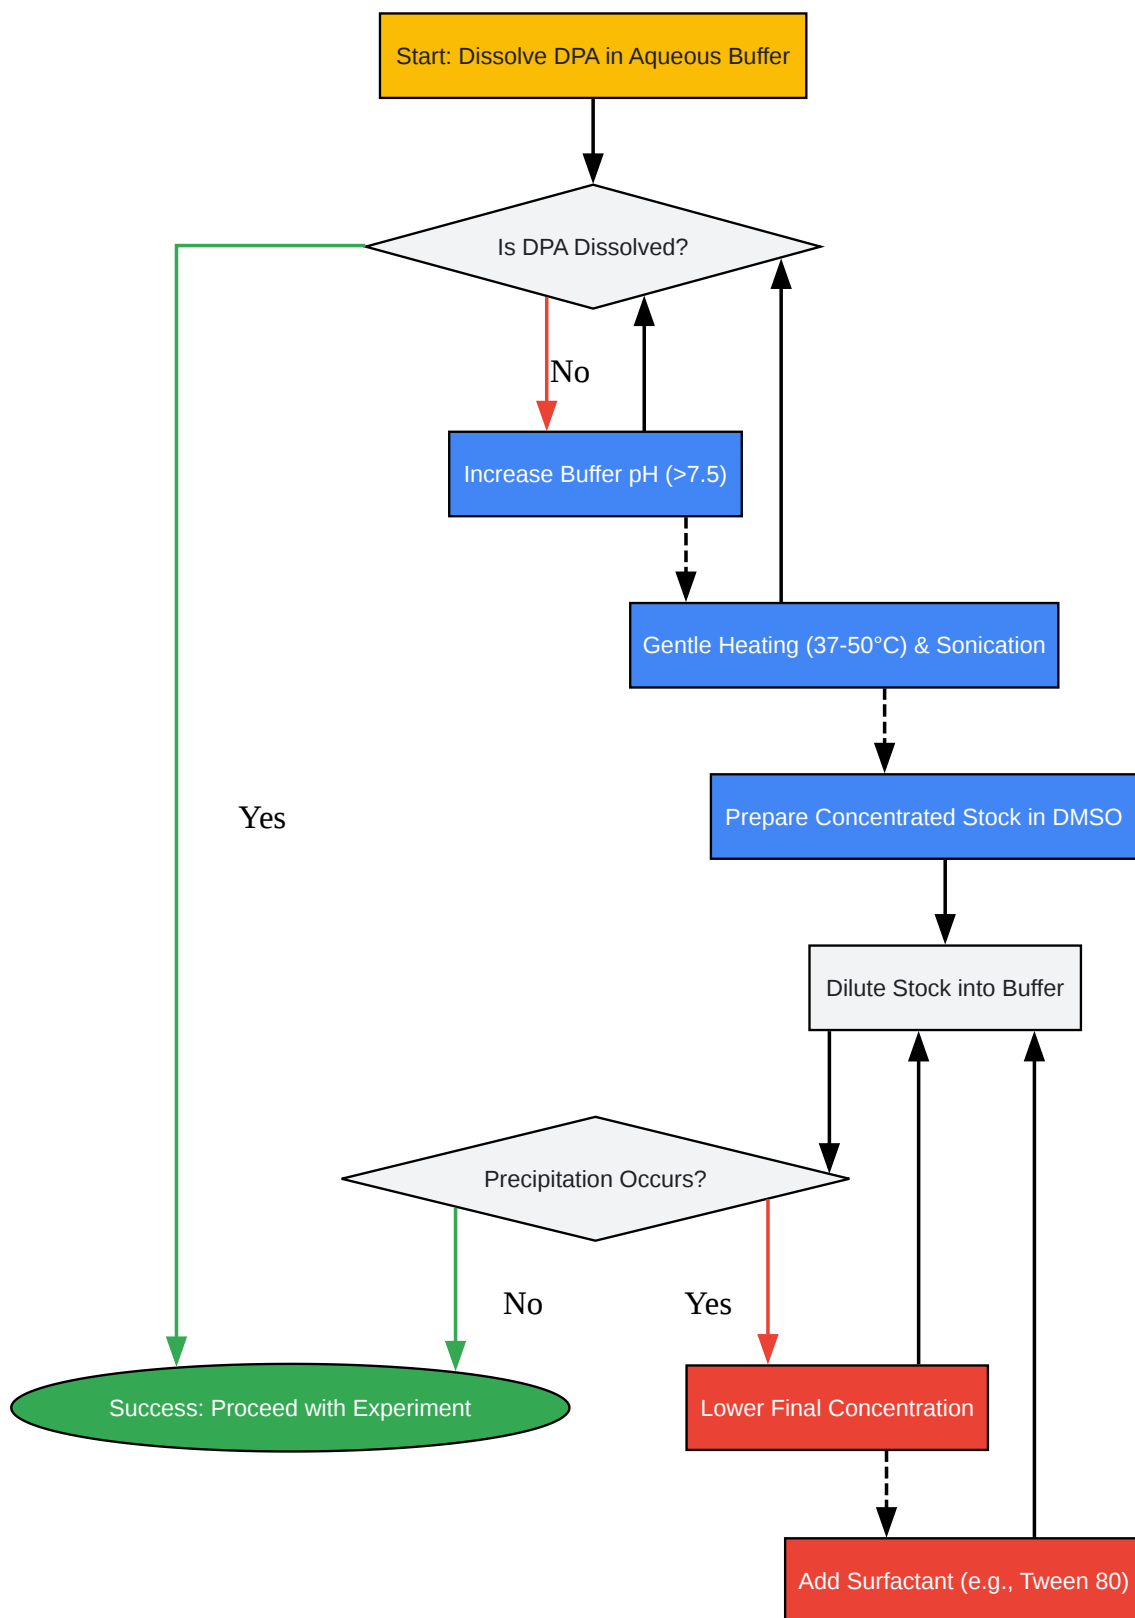 Start: Dissolve DPA in Aqueous Buffer
Is DPA Dissolved?
No
Increase Buffer pH (>7.5)
Gentle Heating (37-50°C) & Sonication
Yes
Prepare Concentrated Stock in DMSO
Dilute Stock into Buffer
Precipitation Occurs?
No
Yes
Success: Proceed with Experiment
Lower Final Concentration
Add Surfactant (e.g., Tween 80)